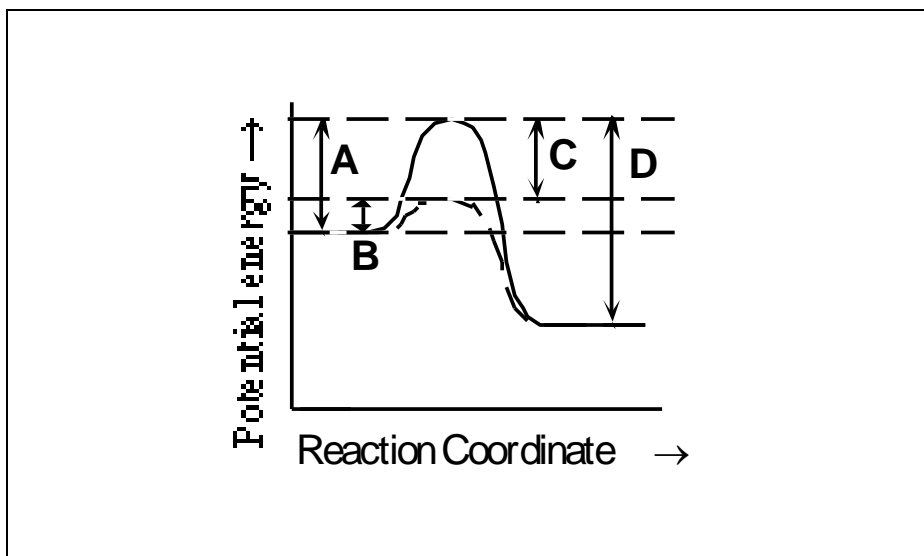 A
C
D
B
Potential energy →
Reaction Coordinate →